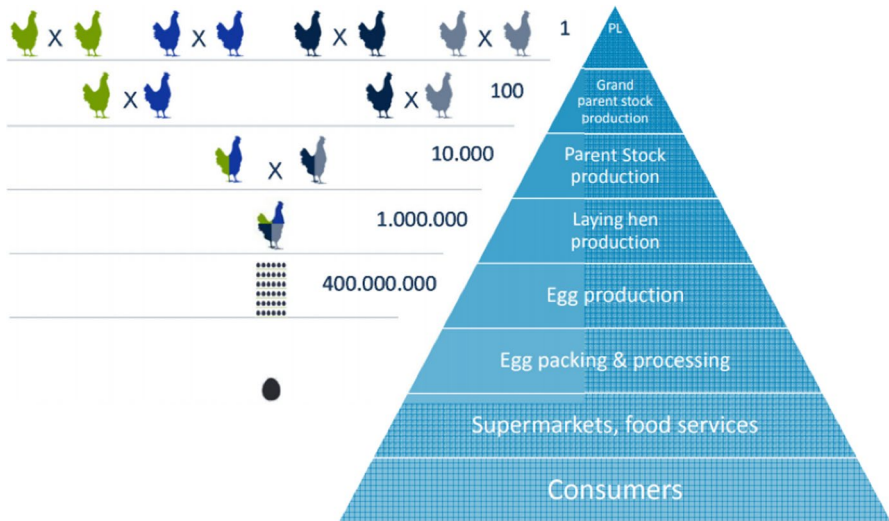 X X X X 1
PL
X X 100
Grand
parent stock
production
X 10.000
Parent Stock
production
1.000.000
Laying hen
production
400.000.000
Egg production
Egg packing & processing
Supermarkets, food services
Consumers